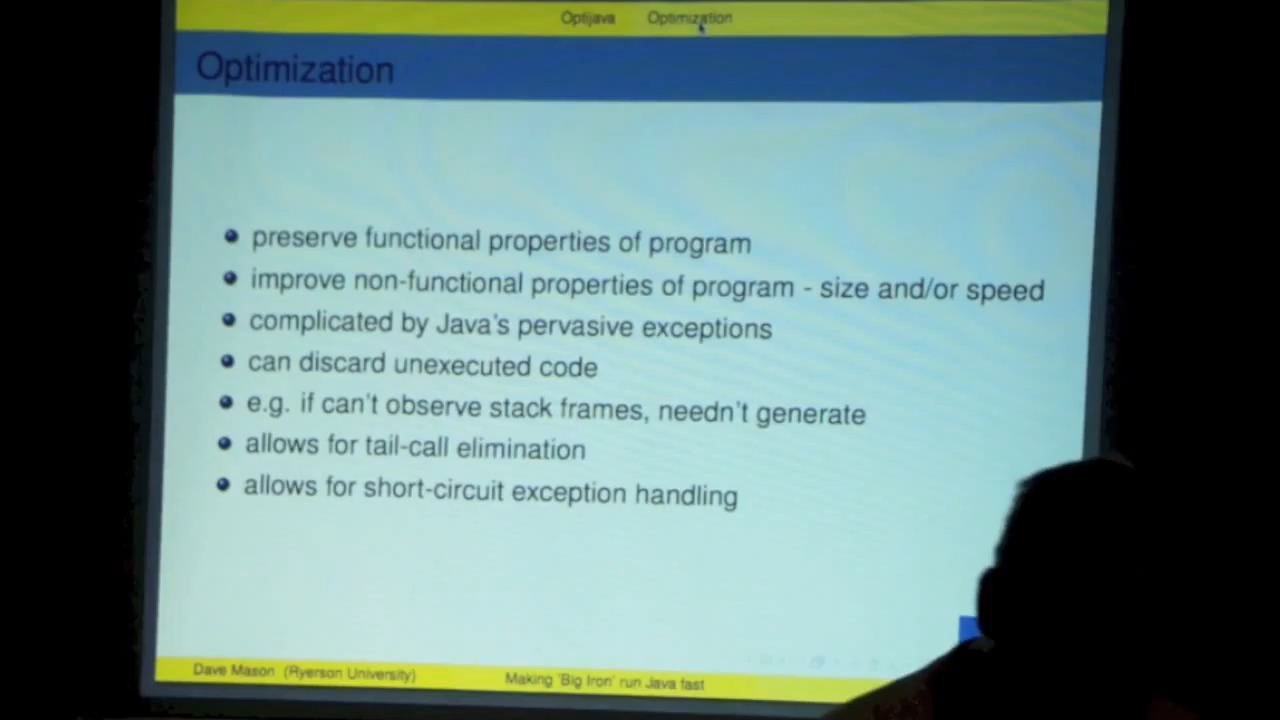 Optijava Optimization
Optimization
preserve functional properties of program
improve non-functional properties of program - size and/or speed
complicated by Java's pervasive exceptions
can discard unexecuted code
e.g. if can't observe stack frames, needn't generate
allows for tail-call elimination
allows for short-circuit exception handling
Dave Mason (Ryerson University) Making 'Big Iron' run Java fast